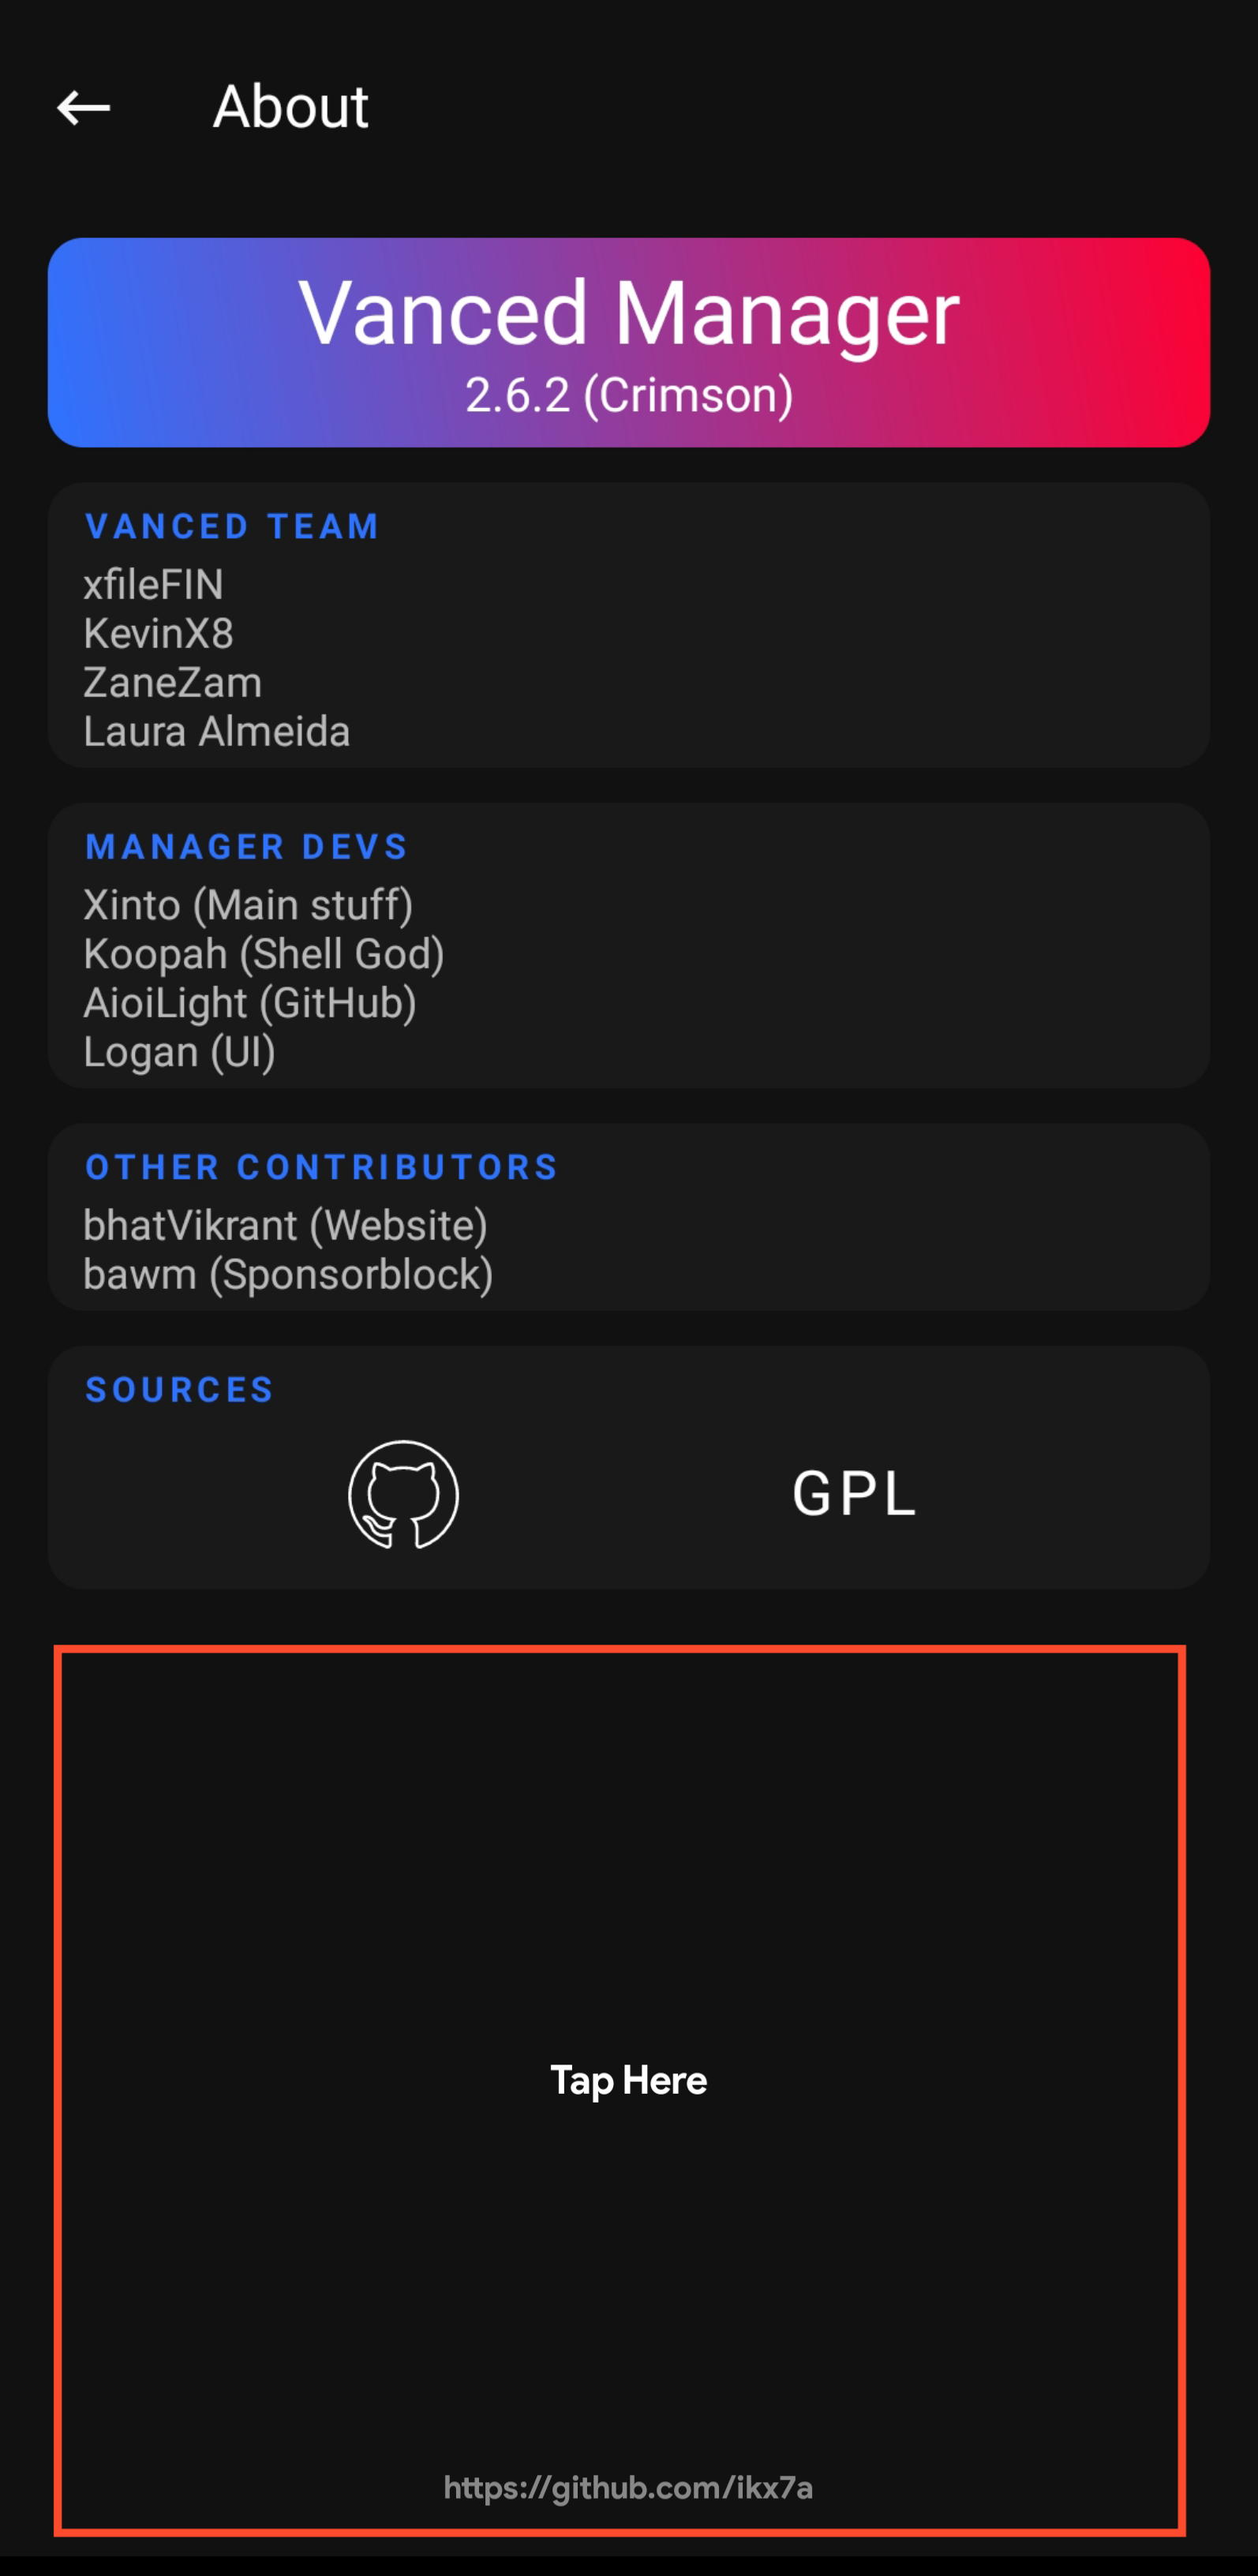 About
Vanced Manager
2.6.2 (Crimson)
VANCED TEAM
xfileFIN
KevinX8
ZaneZam
Laura Almeida
MANAGER DEVS
Xinto (Main stuff)
Koopah (Shell God)
AioiLight (GitHub)
Logan (UI)
OTHER CONTRIBUTORS
bhatVikrant (Website)
bawm (Sponsorblock)
SOURCES
GPL
Tap Here
https://github.com/ikx7a